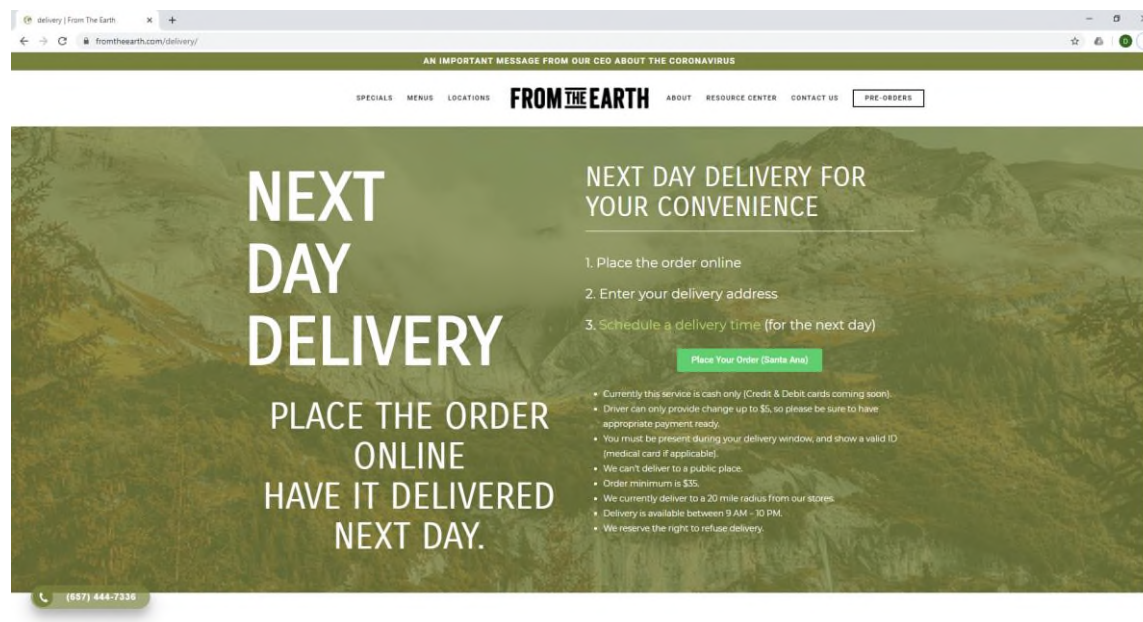 delivery | From The Earth
fromtheearth.com/delivery/
AN IMPORTANT MESSAGE FROM OUR CEO ABOUT THE CORONAVIRUS
SPECIALS MENUS LOCATIONS FROM THE EARTH ABOUT RESOURCE CENTER CONTACT US PRE-ORDERS
NEXT
DAY
DELIVERY
PLACE THE ORDER
ONLINE
HAVE IT DELIVERED
NEXT DAY.
NEXT DAY DELIVERY FOR
YOUR CONVENIENCE
1. Place the order online
2. Enter your delivery address
3. Schedule a delivery time (for the next day)
Place Your Order (Santa Ana)
• Currently this service is cash only (Credit & Debit cards coming soon).
• Driver can only provide change up to $5, so please be sure to have
appropriate payment ready.
• You must be present during your delivery window, and show a valid ID
(medical card if applicable).
• We can't deliver to a public place.
• Order minimum is $35.
• We currently deliver to a 20 mile radius from our stores.
• Delivery is available between 9 AM – 10 PM.
• We reserve the right to refuse delivery.
(657) 444-7336